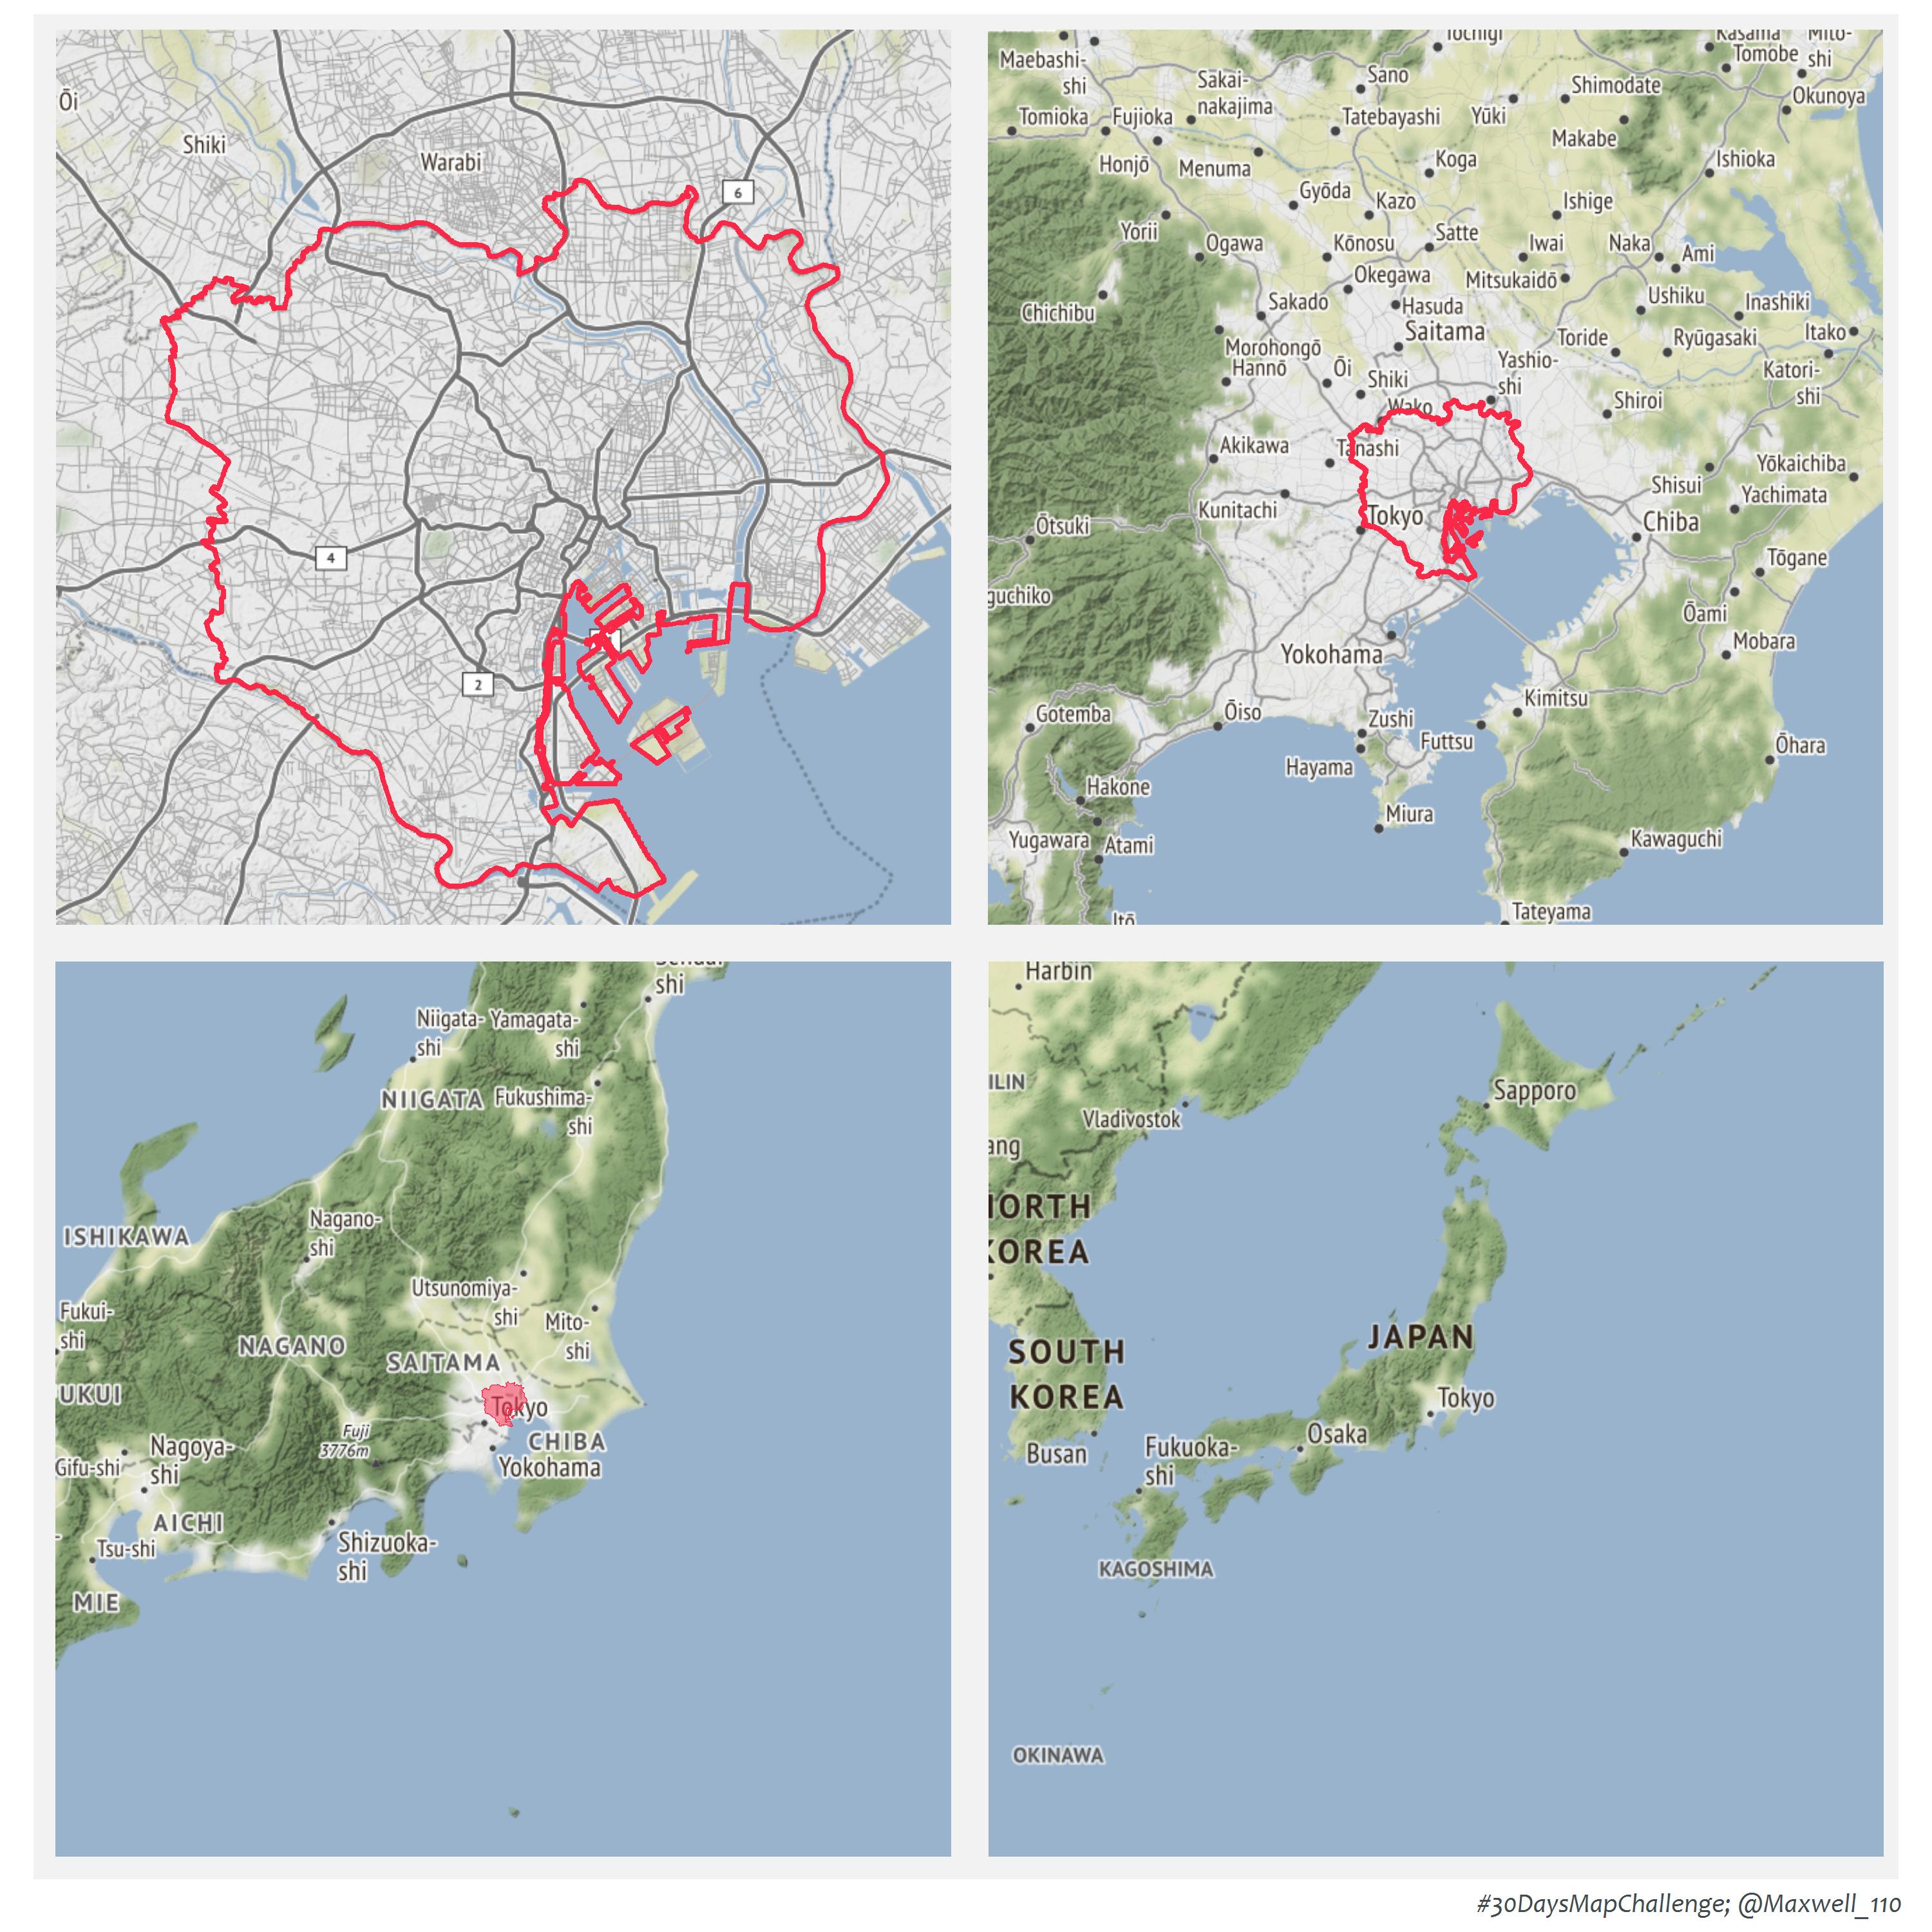 Ōi
Shiki
Warabi
6
4
2
Tochigi
Kasama
Mito-
shi
Maebashi-
shi
Sakai-
nakajima
Sano
Tomobe
Shimodate
Okunoya
Tomioka
Fujioka
Tatebayashi
Yūki
Makabe
Honjō
Menuma
Koga
Ishioka
Gyōda
Kazo
Ishige
Yorii
Ogawa
Kōnosu
Satte
Iwai
Naka
Ami
Okegawa
Mitsukaidō
Chichibu
Sakado
Hasuda
Ushiku
Inashiki
Saitama
Toride
Ryūgasaki
Itako
Morohongō
Hannō
Ōi
Shiki
Yashio-
shi
Katori-
shi
Wako
Shiroi
Akikawa
Tanashi
Yōkaichiba
Kunitachi
Shisui
Yachimata
Ōtsuki
Tokyo
Chiba
Tōgane
guchiko
Ōami
Yokohama
Mobara
Kimitsu
Gotemba
Ōiso
Zushi
Futtsu
Ōhara
Hayama
Hakone
Miura
Yugawara
Atami
Kawaguchi
Itō
Tateyama
Sendai-
shi
Niigata-
shi
Yamagata-
shi
NIIGATA
Fukushima-
shi
Nagano-
shi
ISHIKAWA
Utsunomiya-
shi
Fukui-
shi
Mito-
shi
NAGANO
SAITAMA
UKUI
Tokyo
Fuji
3776m
CHIBA
Nagoya-
shi
Gifu-shi
Yokohama
AICHI
Tsu-shi
Shizuoka-
shi
MIE
Harbin
ILIN
Sapporo
Vladivostok
ang
NORTH
KOREA
JAPAN
SOUTH
KOREA
Tokyo
Busan
Fukuoka-
shi
Osaka
KAGOSHIMA
OKINAWA
#30DaysMapChallenge; @Maxwell_110